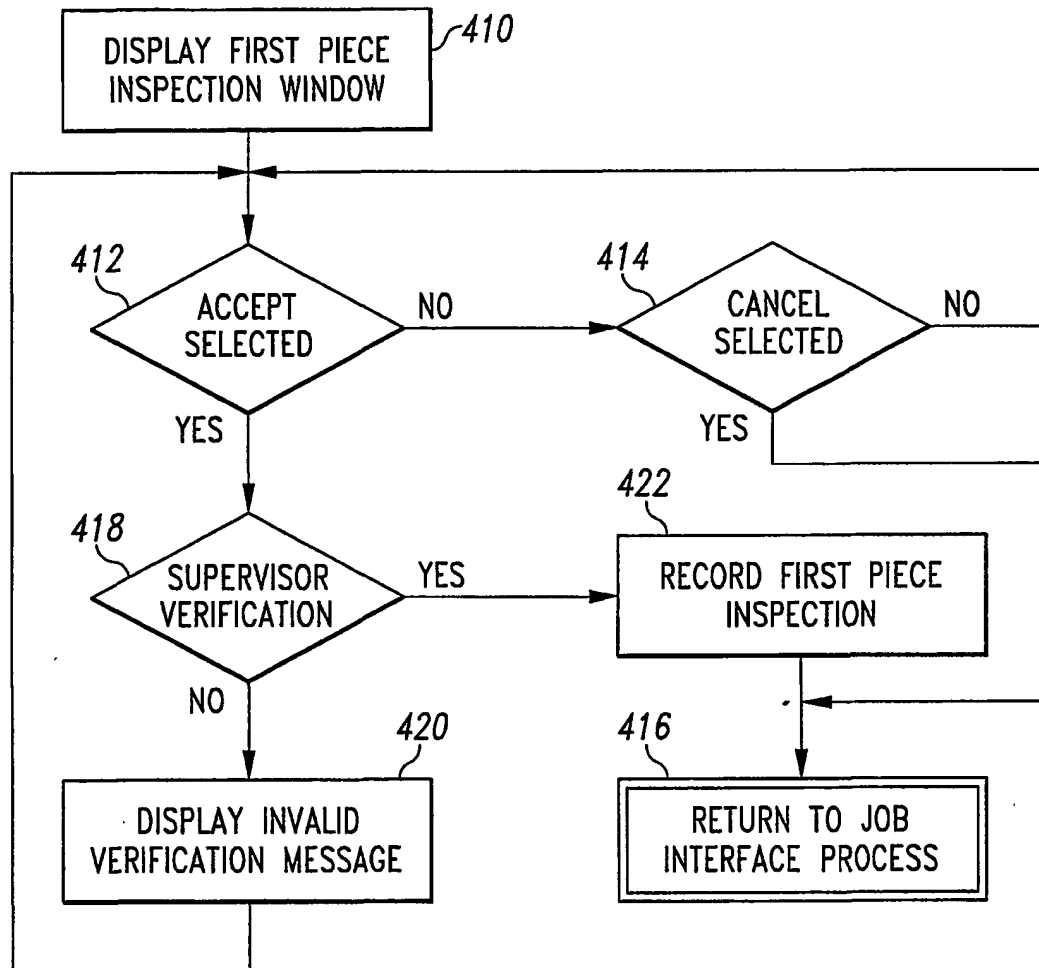 410
DISPLAY FIRST PIECE
INSPECTION WINDOW
412
ACCEPT
SELECTED
NO
YES
414
CANCEL
SELECTED
NO
YES
418
SUPERVISOR
VERIFICATION
YES
NO
422
RECORD FIRST PIECE
INSPECTION
420
DISPLAY INVALID
VERIFICATION MESSAGE
416
RETURN TO JOB
INTERFACE PROCESS